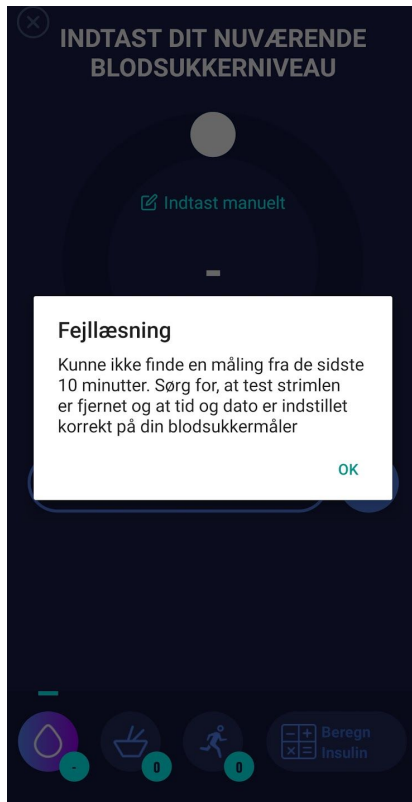 INDTAST DIT NUVÆRENDE
BLODSUKKERNIVEAU
Indtast manuelt
-
Fejllæsning
Kunne ikke finde en måling fra de sidste
10 minutter. Sørg for, at test strimlen
er fjernet og at tid og dato er indstillet
korrekt på din blodsukkermåler
OK
-
0
0
Beregn
Insulin